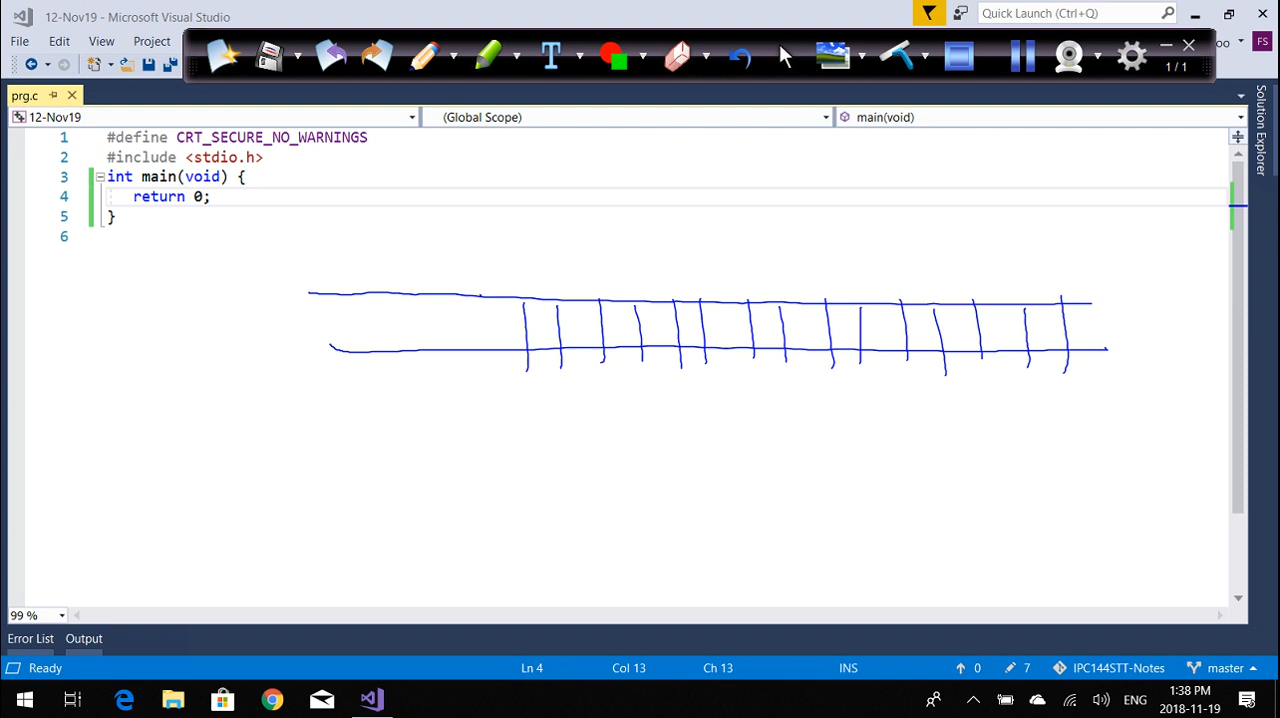 12-Nov19 - Microsoft Visual Studio
Quick Launch (Ctrl+Q)
File Edit View Project
oo FS
1 / 1
prg.c
12-Nov19 (Global Scope) main(void)
1 #define CRT_SECURE_NO_WARNINGS
2 #include <stdio.h>
3 int main(void) {
4 return 0;
5 }
6
Solution Explorer
99 %
Error List Output
Ready Ln 4 Col 13 Ch 13 INS 0 7 IPC144STT-Notes master
ENG 1:38 PM
2018-11-19